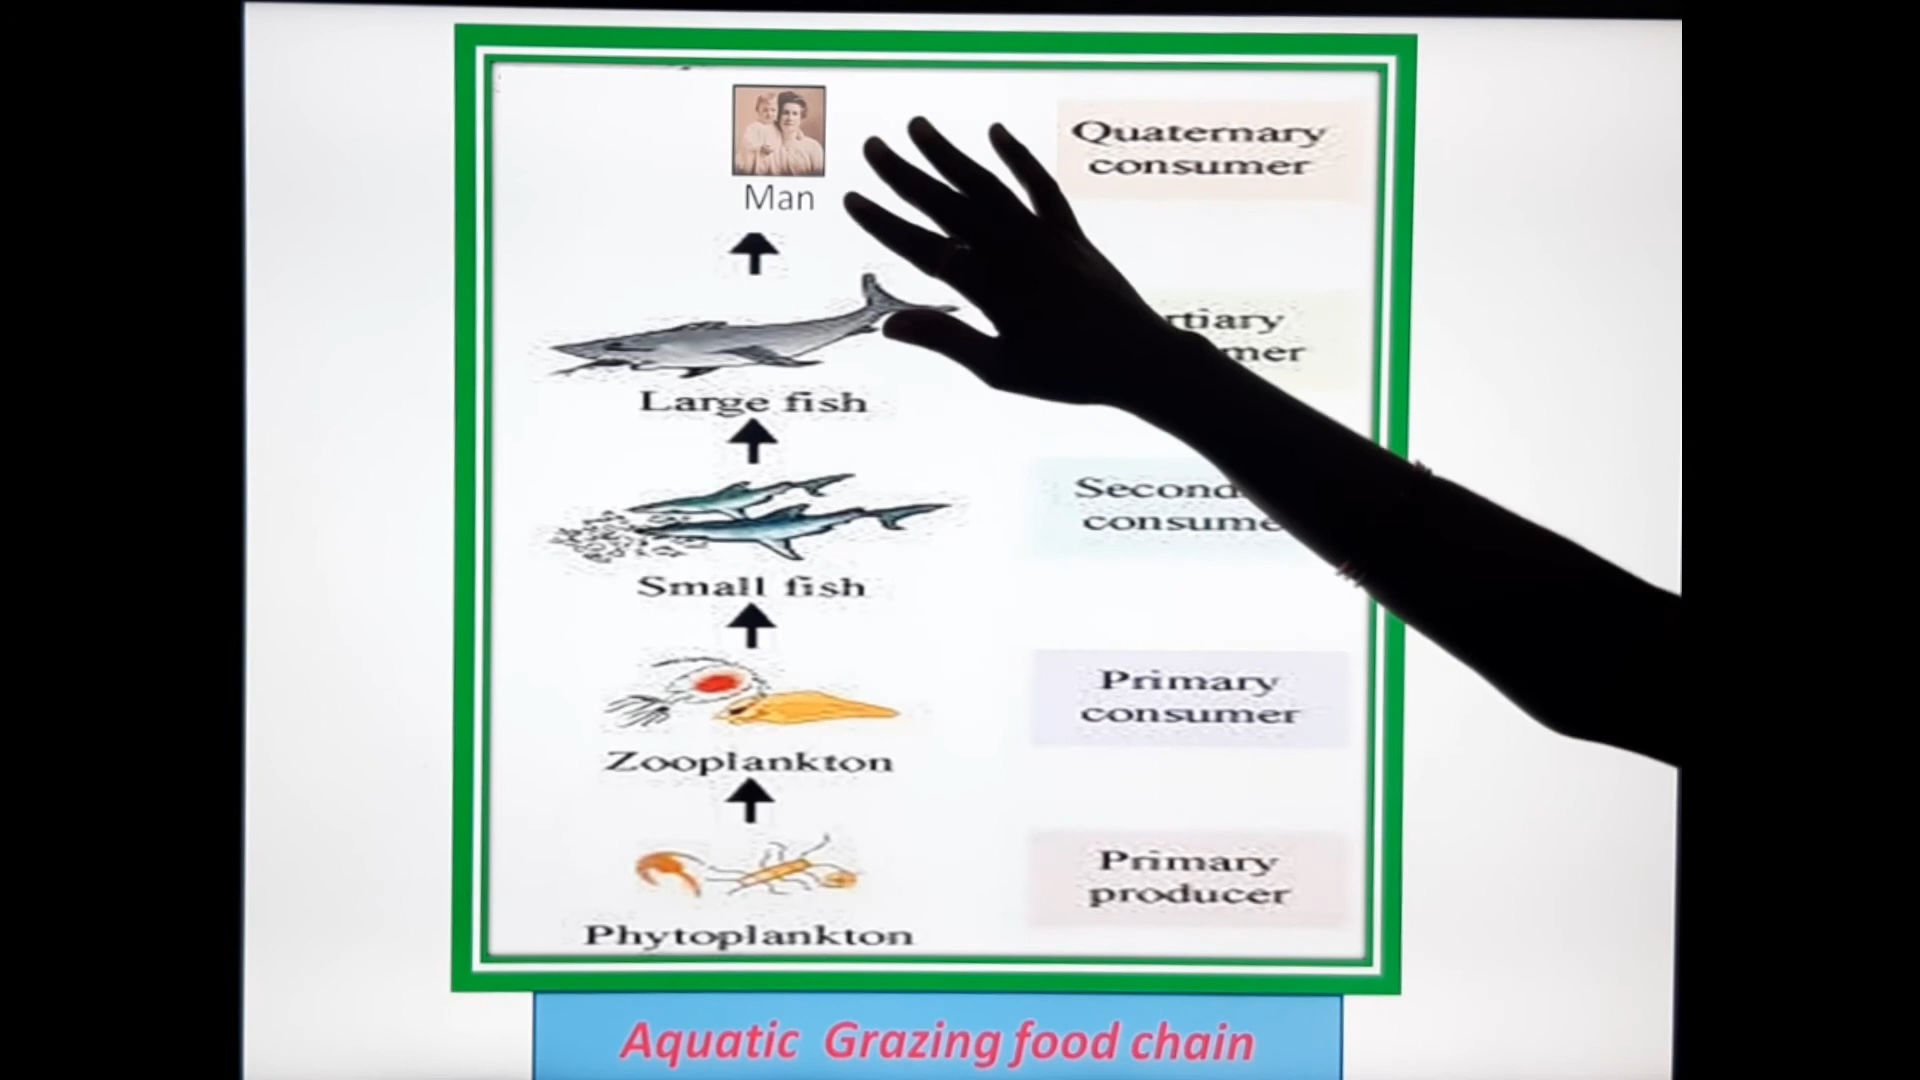 Man
Quaternary
consumer
Large fish
Small fish
Zooplankton
Primary
consumer
Phytoplankton
Primary
producer
Aquatic Grazing food chain